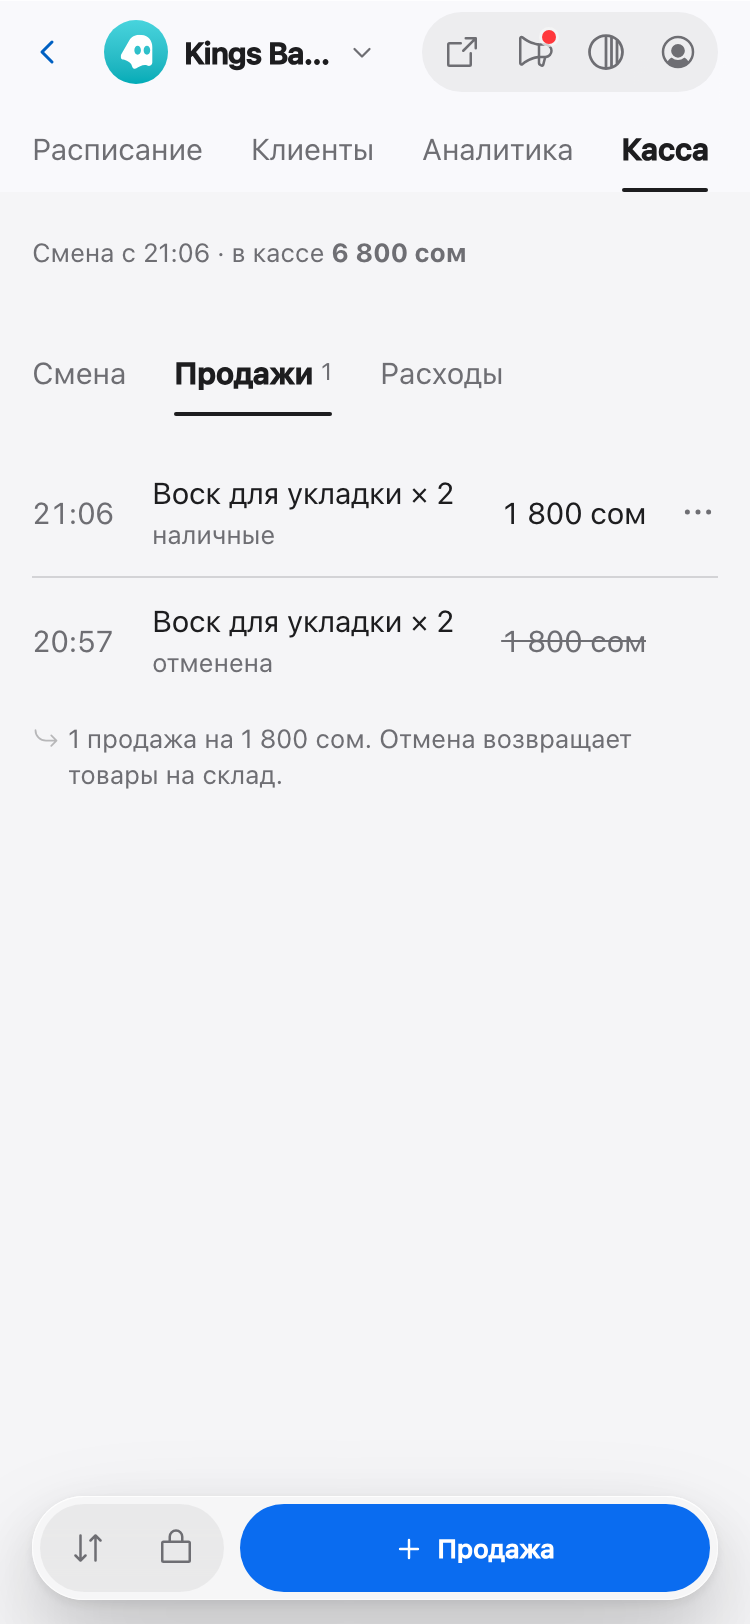 Kings Ba...
Расписание Клиенты Аналитика Касса
Смена с 21:06 · в кассе 6 800 сом
Смена Продажи 1 Расходы
21:06 Воск для укладки × 2 1 800 сом
наличные
20:57 Воск для укладки × 2 1 800 сом
отменена
1 продажа на 1 800 сом. Отмена возвращает
товары на склад.
+ Продажа